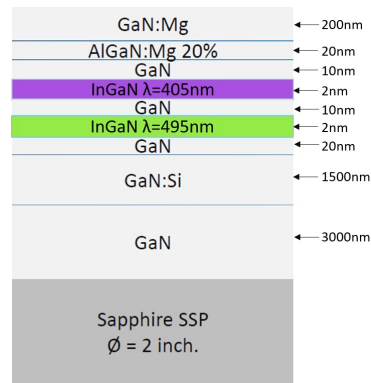 GaN:Mg
200nm
AlGaN:Mg 20%
20nm
GaN
10nm
InGaN λ=405nm
2nm
GaN
10nm
InGaN λ=495nm
2nm
GaN
20nm
GaN:Si
1500nm
GaN
3000nm
Sapphire SSP
Ø = 2 inch.